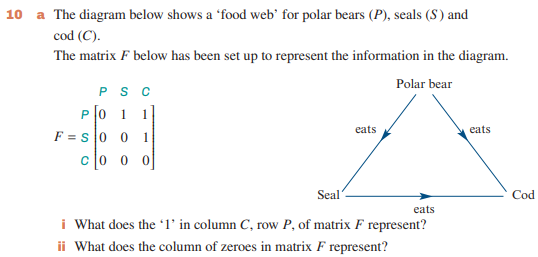 10 a The diagram below shows a ‘food web’ for polar bears (P), seals (S) and
cod (C).
The matrix F below has been set up to represent the information in the diagram.
P S C
P [0 1 1]
F = S [0 0 1]
C [0 0 0]
Polar bear
eats eats
Seal Cod
eats
i What does the ‘1’ in column C, row P, of matrix F represent?
ii What does the column of zeroes in matrix F represent?